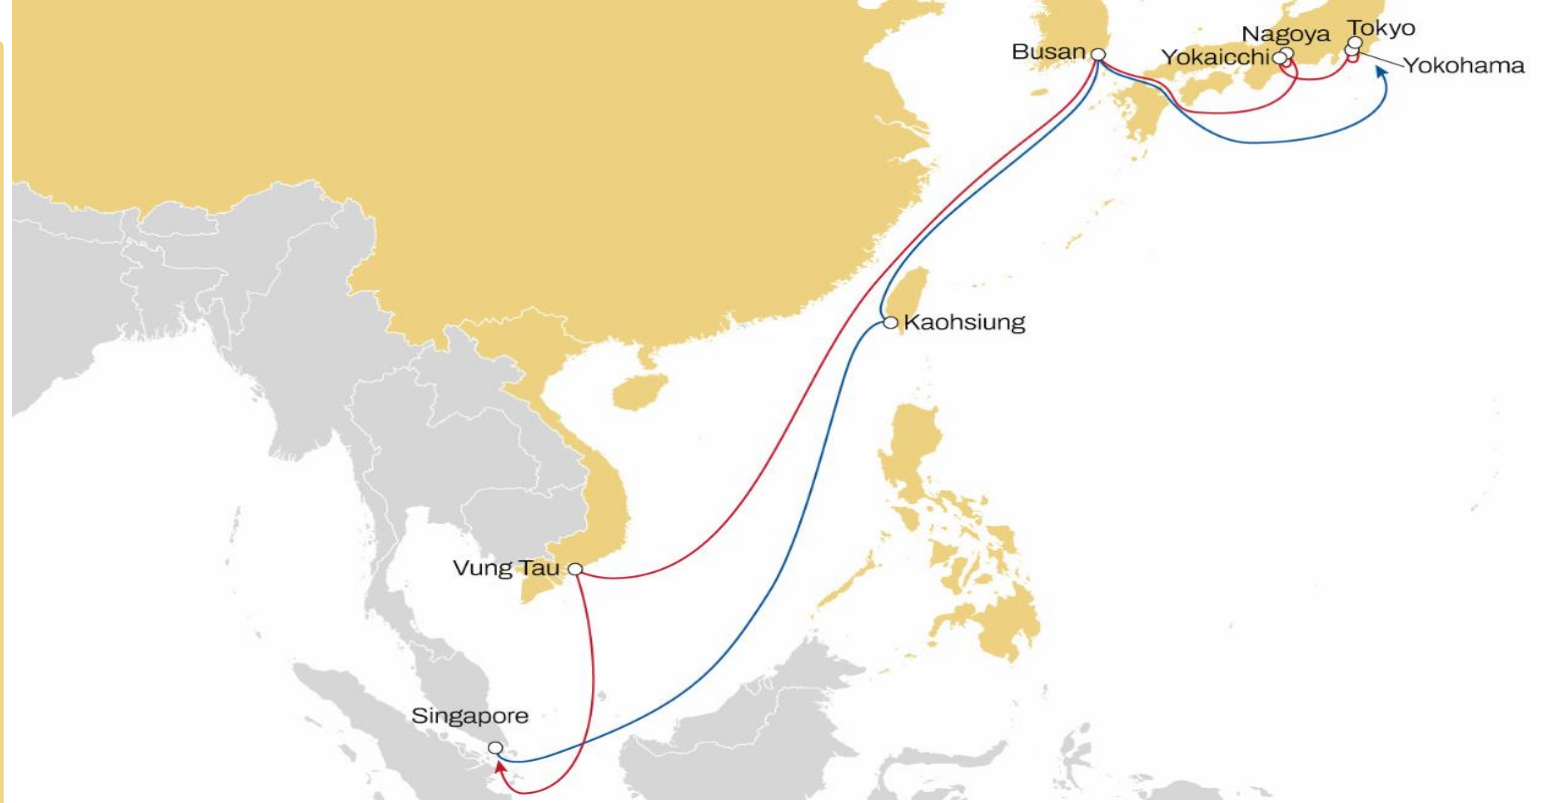 Tokyo
Nagoya
Busan
Yokaicchi
Yokohama
Kaohsiung
Vung Tau
Singapore